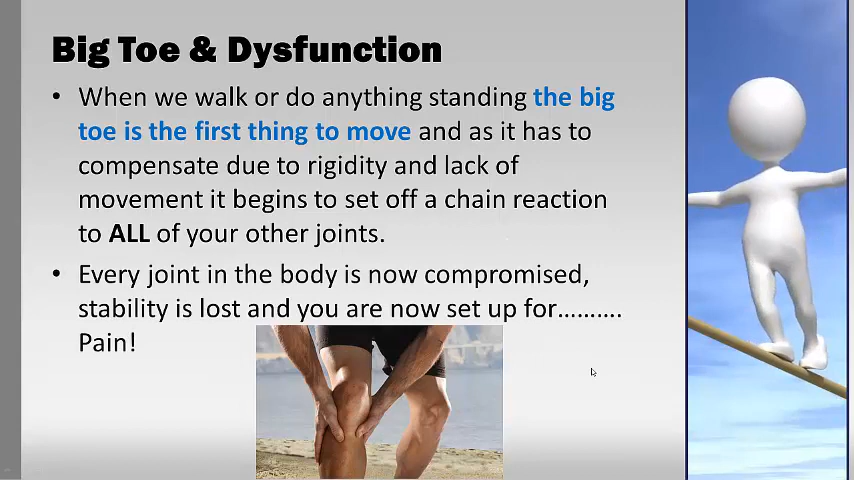 Big Toe & Dysfunction
• When we walk or do anything standing the big
toe is the first thing to move and as it has to
compensate due to rigidity and lack of
movement it begins to set off a chain reaction
to ALL of your other joints.
• Every joint in the body is now compromised,
stability is lost and you are now set up for……….
Pain!